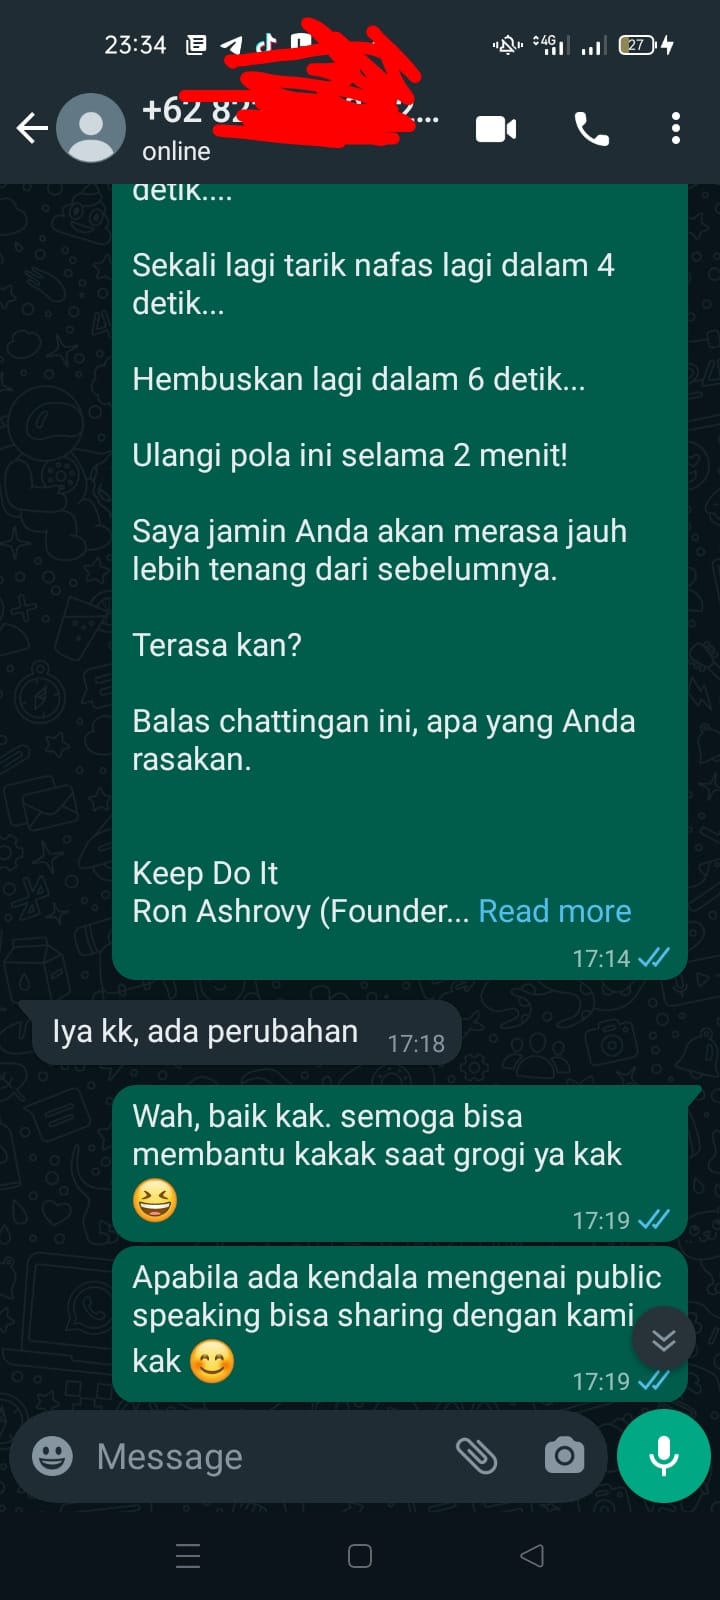 23:34
4G
27
+62 82
online
detik....
Sekali lagi tarik nafas lagi dalam 4
detik...
Hembuskan lagi dalam 6 detik...
Ulangi pola ini selama 2 menit!
Saya jamin Anda akan merasa jauh
lebih tenang dari sebelumnya.
Terasa kan?
Balas chattingan ini, apa yang Anda
rasakan.
Keep Do It
Ron Ashrovy (Founder... Read more
17:14
Iya kk, ada perubahan 17:18
Wah, baik kak. semoga bisa
membantu kakak saat grogi ya kak
😆
17:19
Apabila ada kendala mengenai public
speaking bisa sharing dengan kami
kak 😊
17:19
Message